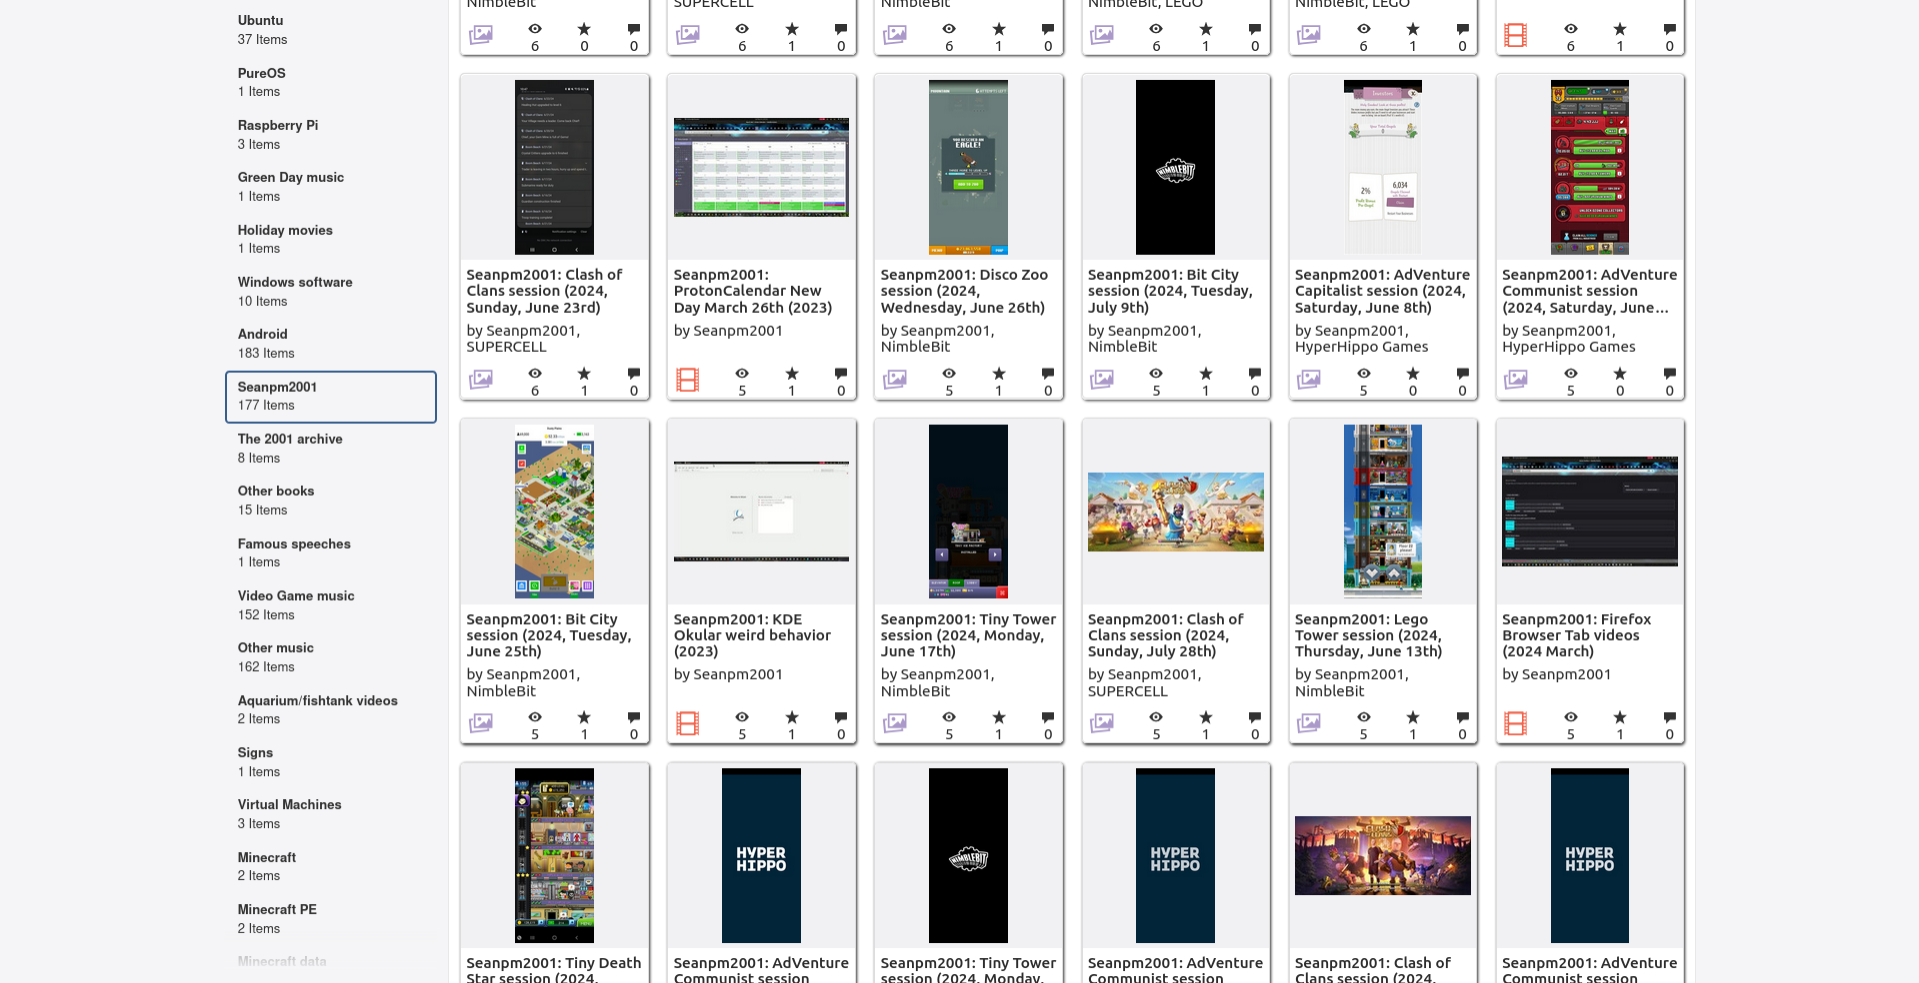 Ubuntu
37 Items
PureOS
1 Items
Raspberry Pi
3 Items
Green Day music
1 Items
Holiday movies
1 Items
Windows software
10 Items
Android
183 Items
Seanpm2001
177 Items
The 2001 archive
8 Items
Other books
15 Items
Famous speeches
1 Items
Video Game music
152 Items
Other music
162 Items
Aquarium/fishtank videos
2 Items
Signs
1 Items
Virtual Machines
3 Items
Minecraft
2 Items
Minecraft PE
2 Items
Minecraft data
NimbleBit
6 0 0
SUPERCELL
6 1 0
NimbleBit
6 1 0
NimbleBit, LEGO
6 1 0
NimbleBit, LEGO
6 1 0
6 1 0
Seanpm2001: Clash of
Clans session (2024,
Sunday, June 23rd)
by Seanpm2001,
SUPERCELL
6 1 0
Seanpm2001:
ProtonCalendar New
Day March 26th (2023)
by Seanpm2001
5 1 0
EAGLE!
Seanpm2001: Disco Zoo
session (2024,
Wednesday, June 26th)
by Seanpm2001,
NimbleBit
5 1 0
NIMBLEBIT
Seanpm2001: Bit City
session (2024, Tuesday,
July 9th)
by Seanpm2001,
NimbleBit
5 1 0
2%
6,034
Seanpm2001: AdVenture
Capitalist session (2024,
Saturday, June 8th)
by Seanpm2001,
HyperHippo Games
5 0 0
Seanpm2001: AdVenture
Communist session
(2024, Saturday, June...
by Seanpm2001,
HyperHippo Games
5 0 0
Seanpm2001: Bit City
session (2024, Tuesday,
June 25th)
by Seanpm2001,
NimbleBit
5 1 0
Seanpm2001: KDE
Okular weird behavior
(2023)
by Seanpm2001
5 1 0
Seanpm2001: Tiny Tower
session (2024, Monday,
June 17th)
by Seanpm2001,
NimbleBit
5 1 0
Seanpm2001: Clash of
Clans session (2024,
Sunday, July 28th)
by Seanpm2001,
SUPERCELL
5 1 0
Seanpm2001: Lego
Tower session (2024,
Thursday, June 13th)
by Seanpm2001,
NimbleBit
5 1 0
Seanpm2001: Firefox
Browser Tab videos
(2024 March)
by Seanpm2001
5 1 0
Seanpm2001: Tiny Death
Star session (2024,
HYPER
HIPPO
Seanpm2001: AdVenture
Communist session
NIMBLEBIT
Seanpm2001: Tiny Tower
session (2024, Monday,
HYPER
HIPPO
Seanpm2001: AdVenture
Communist session
Seanpm2001: Clash of
Clans session (2024,
HYPER
HIPPO
Seanpm2001: AdVenture
Communist session